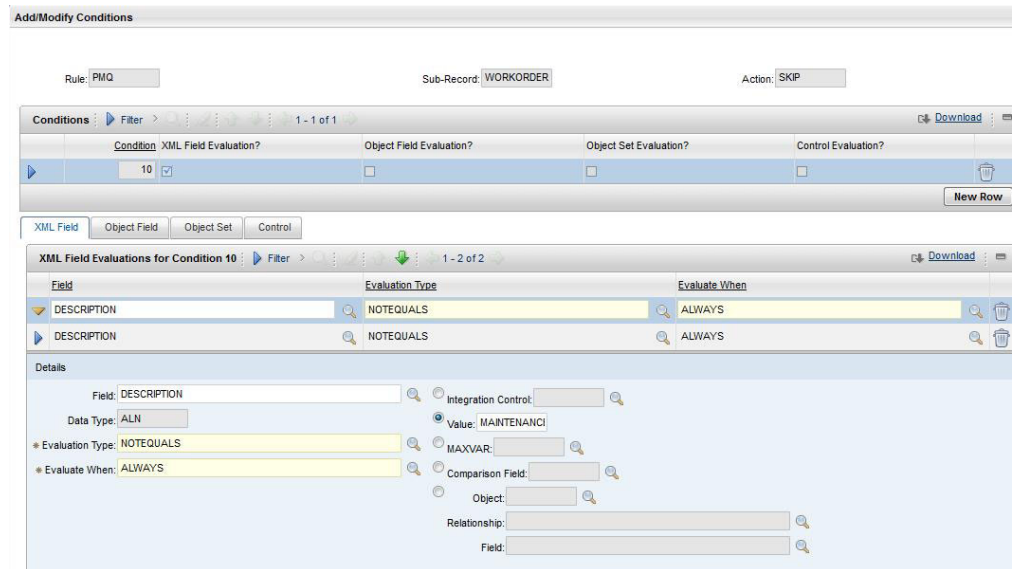 Add/Modify Conditions
Rule: PMQ Sub-Record: WORKORDER Action: SKIP
Conditions Filter 1 - 1 of 1 Download
Condition XML Field Evaluation? Object Field Evaluation? Object Set Evaluation? Control Evaluation?
10
New Row
XML Field Object Field Object Set Control
XML Field Evaluations for Condition 10 Filter 1 - 2 of 2 Download
Field Evaluation Type Evaluate When
DESCRIPTION NOTEQUALS ALWAYS
DESCRIPTION NOTEQUALS ALWAYS
Details
Field: DESCRIPTION Integration Control:
Data Type: ALN Value: MAINTENANC
Evaluation Type: NOTEQUALS MAXVAR:
Evaluate When: ALWAYS Comparison Field:
Object:
Relationship:
Field: